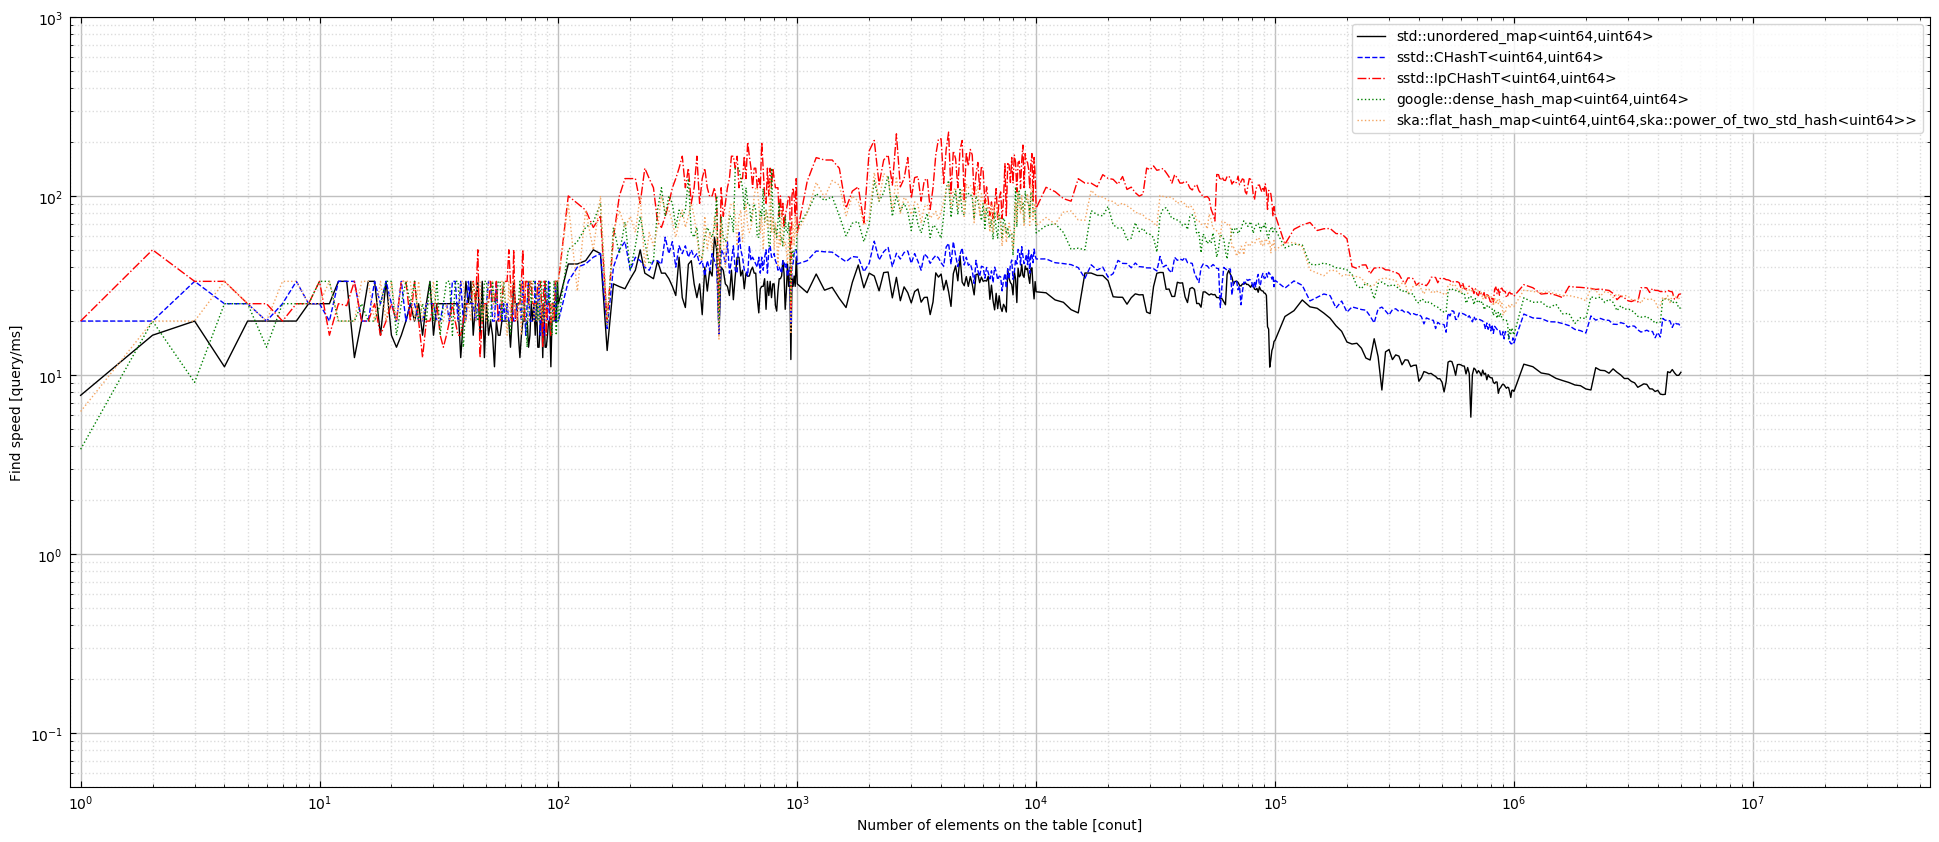 std::unordered_map<uint64,uint64>
sstd::CHashT<uint64,uint64>
sstd::IpCHashT<uint64,uint64>
google::dense_hash_map<uint64,uint64>
ska::flat_hash_map<uint64,uint64,ska::power_of_two_std_hash<uint64>>
Find speed [query/ms]
10³
10²
10¹
10⁰
10⁻¹
10⁰ 10¹ 10² 10³ 10⁴ 10⁵ 10⁶ 10⁷
Number of elements on the table [conut]